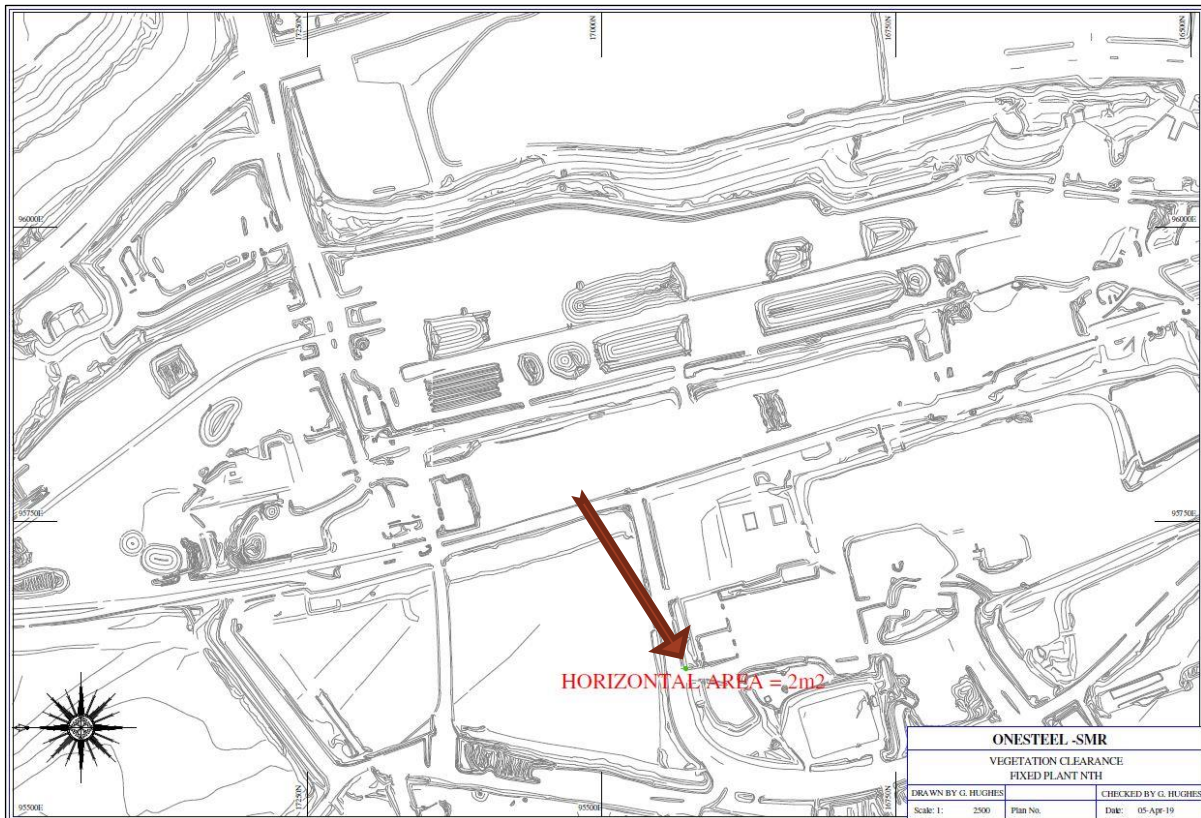 17250N
17000N
16750N
16500N
96000E
96000E
95750E
95750E
HORIZONTAL AREA = 2m2
ONESTEEL -SMR
VEGETATION CLEARANCE
FIXED PLANT NTH
DRAWN BY G. HUGHES
CHECKED BY G. HUGHES
Scale: 1: 2500
Plan No.
Date: 05-Apr-19
95500E
17250N
95500E
16750N